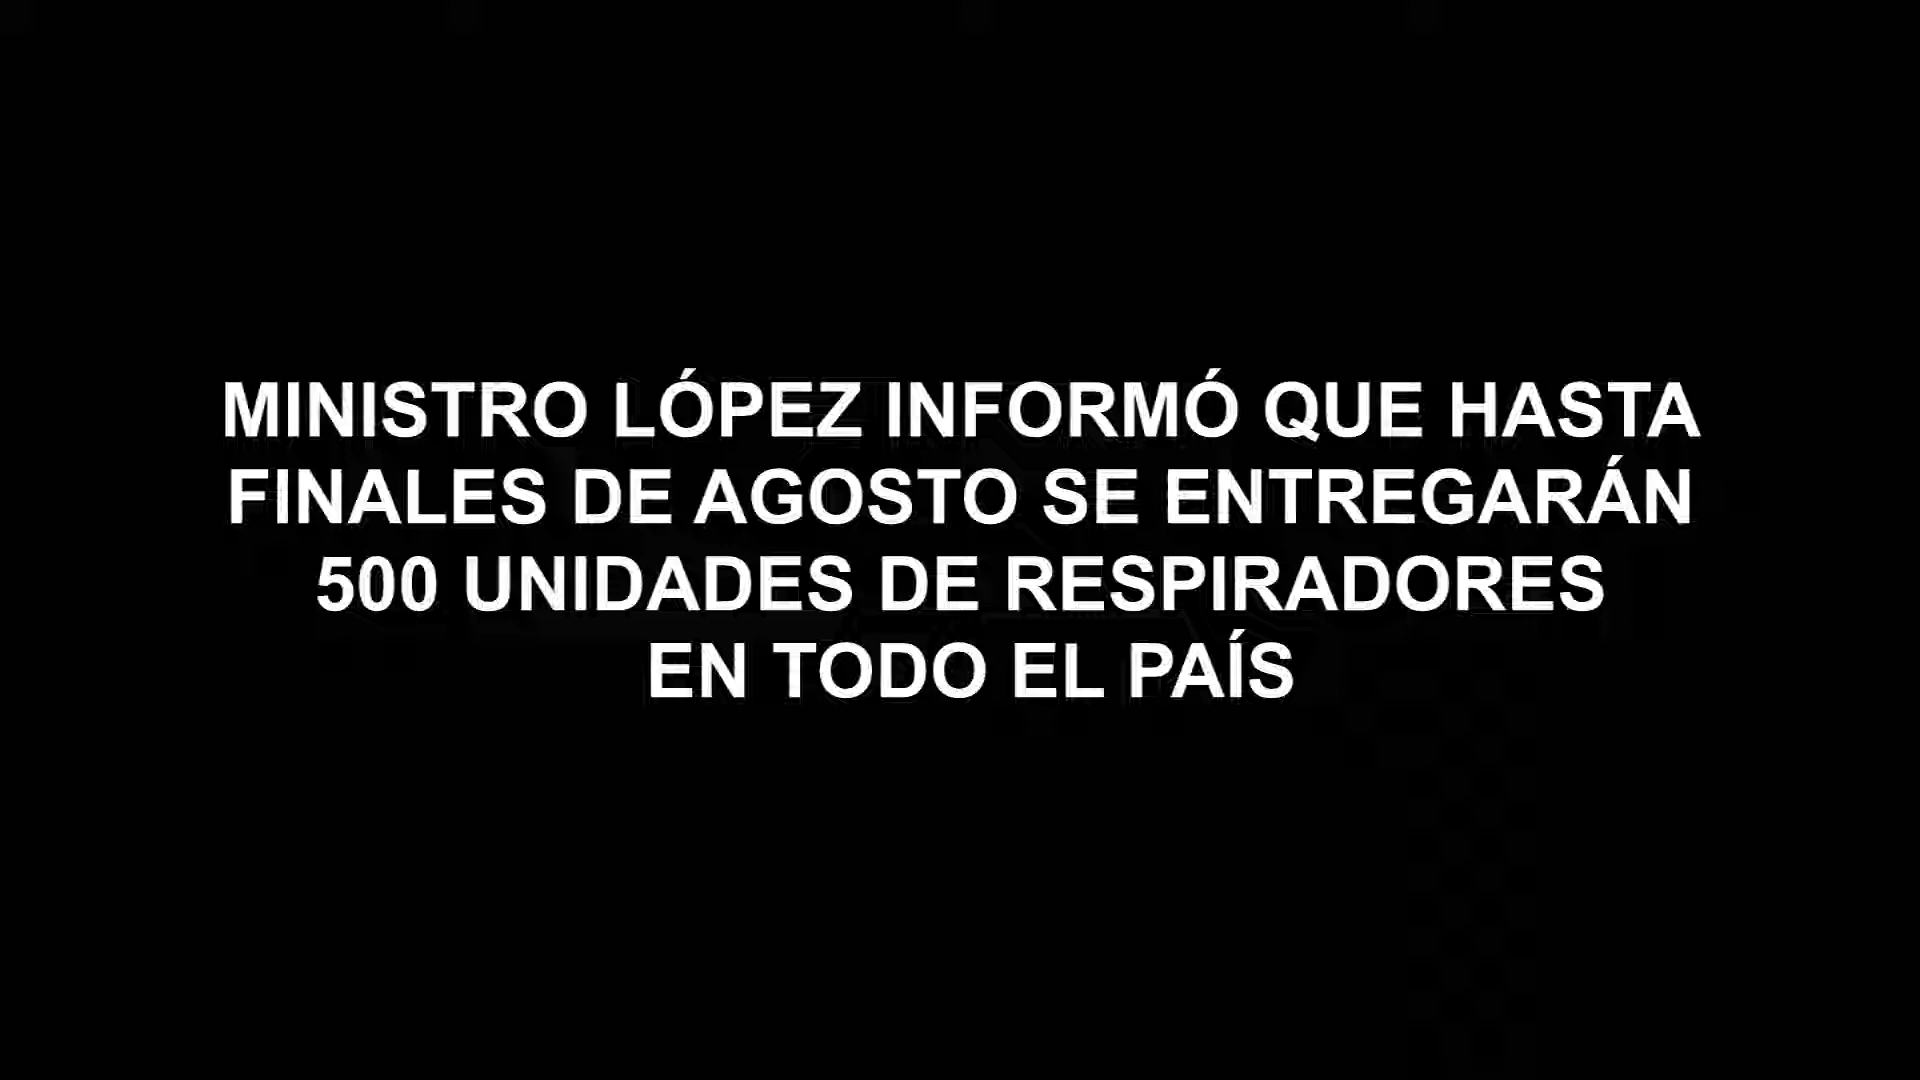 MINISTRO LÓPEZ INFORMÓ QUE HASTA
FINALES DE AGOSTO SE ENTREGARÁN
500 UNIDADES DE RESPIRADORES
EN TODO EL PAÍS